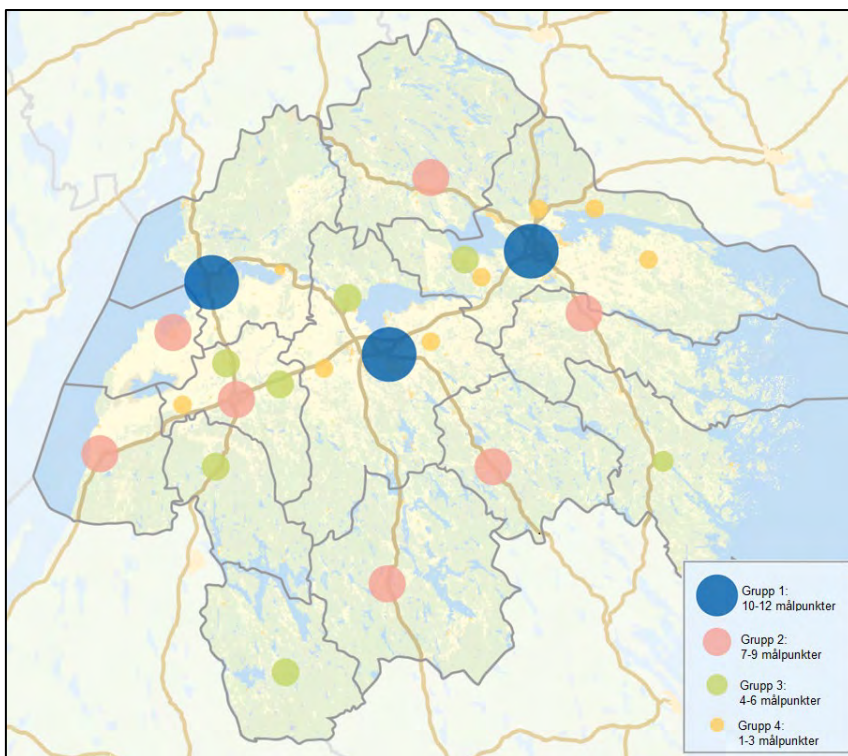 Grupp 1:
10-12 målpunkter
Grupp 2:
7-9 målpunkter
Grupp 3:
4-6 målpunkter
Grupp 4:
1-3 målpunkter